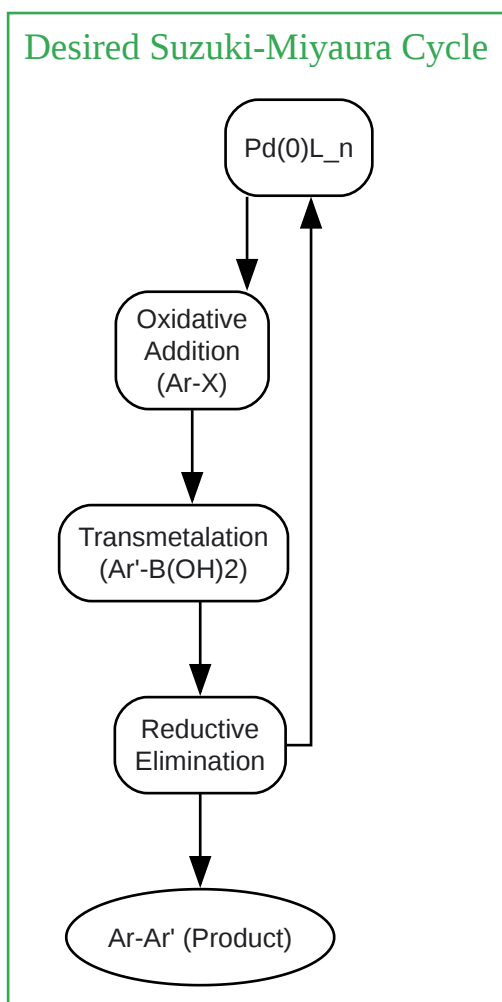 Desired Suzuki-Miyaura Cycle
Pd(0)L_n
Oxidative
Addition
(Ar-X)
Transmetalation
(Ar'-B(OH)2)
Reductive
Elimination
Ar-Ar' (Product)